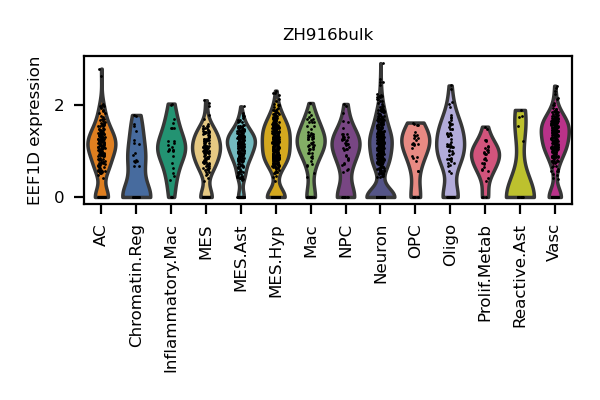 ZH916bulk
EEF1D expression
2
0
AC
Chromatin.Reg
Inflammatory.Mac
MES
MES.Ast
MES.Hyp
Mac
NPC
Neuron
OPC
Oligo
Prolif.Metab
Reactive.Ast
Vasc